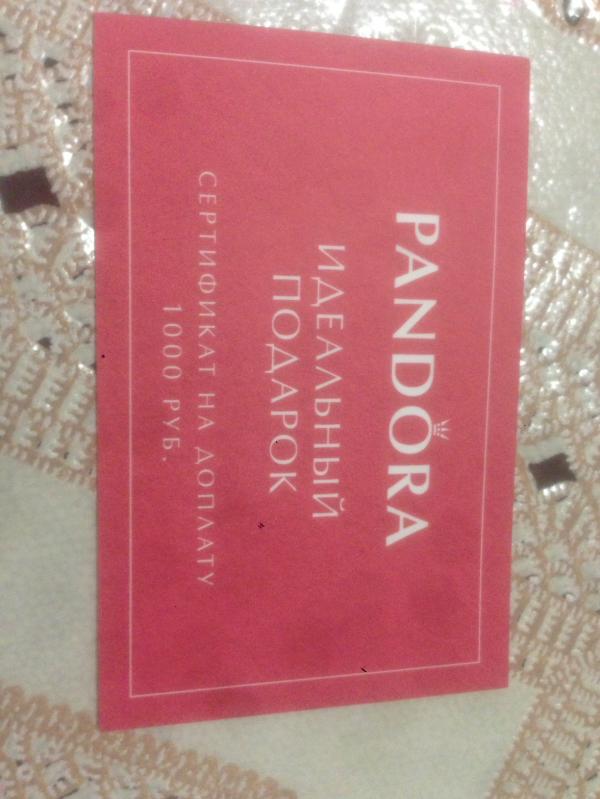 PANDORA
ИДЕАЛЬНЫЙ
ПОДАРОК
СЕРТИФИКАТ НА ДОПЛАТУ
1000 РУБ.